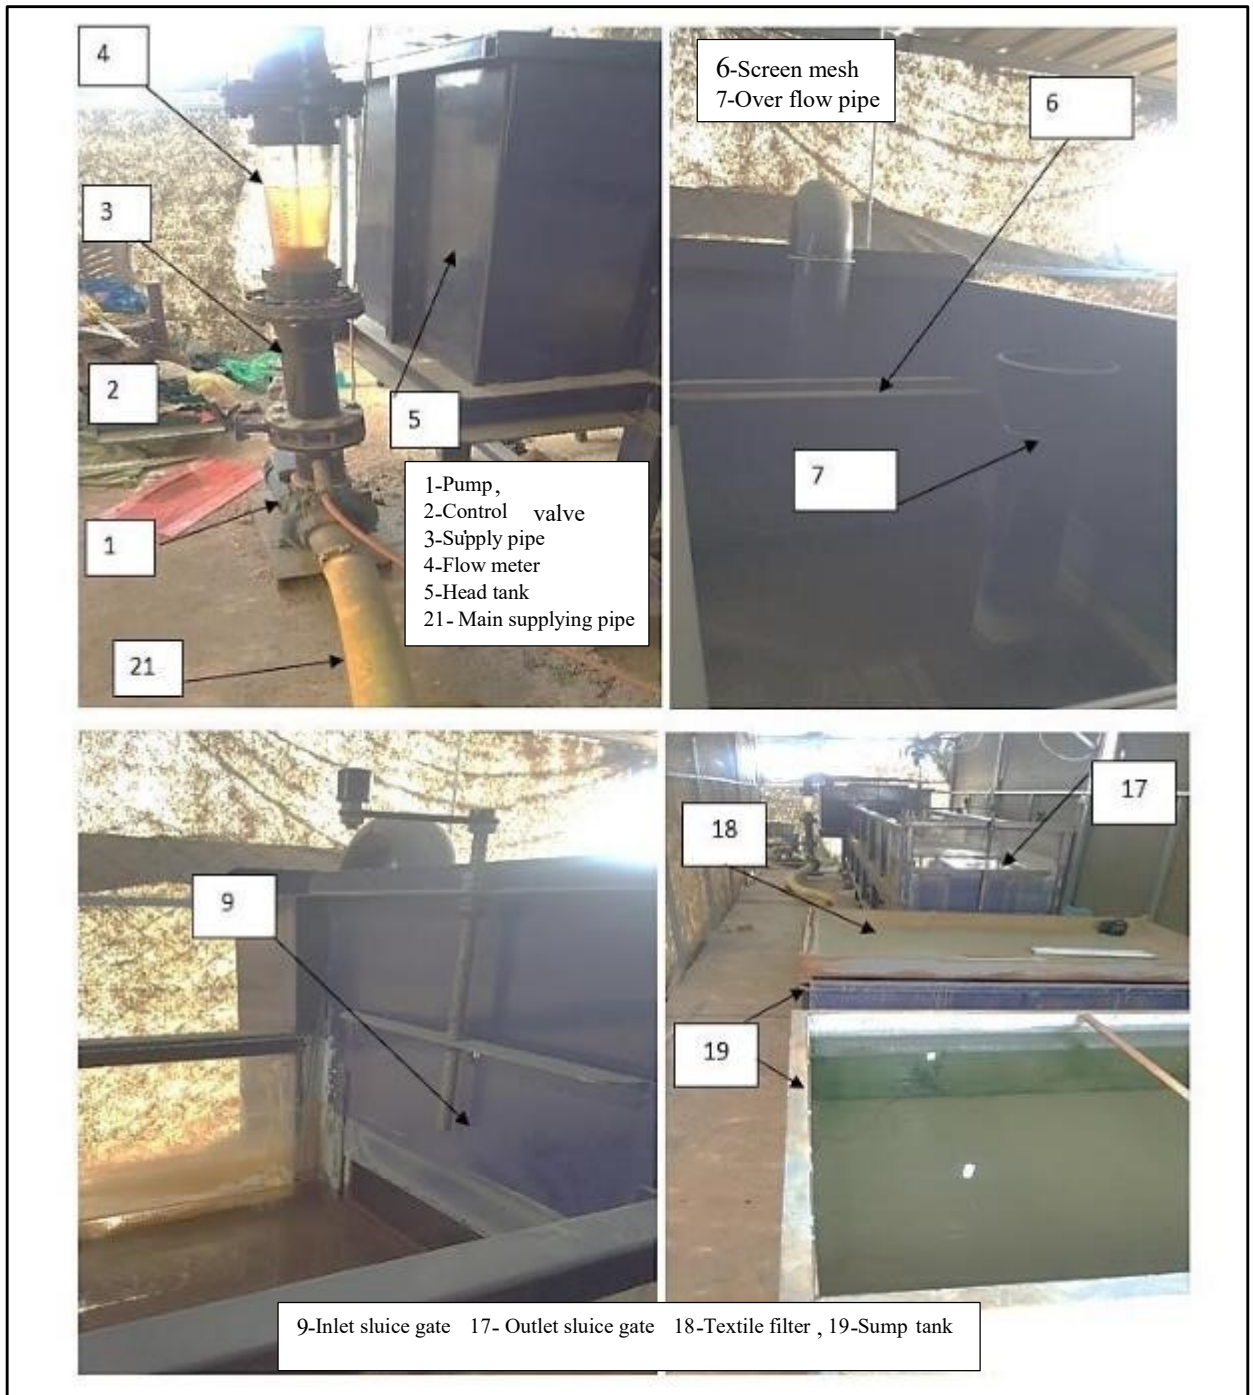 4
3
2
1
21
5
1-Pump,
2-Control valve
3-Supply pipe
4-Flow meter
5-Head tank
21- Main supplying pipe
6-Screen mesh
7-Over flow pipe
6
7
9
18
17
19
9-Inlet sluice gate 17- Outlet sluice gate 18-Textile filter , 19-Sump tank